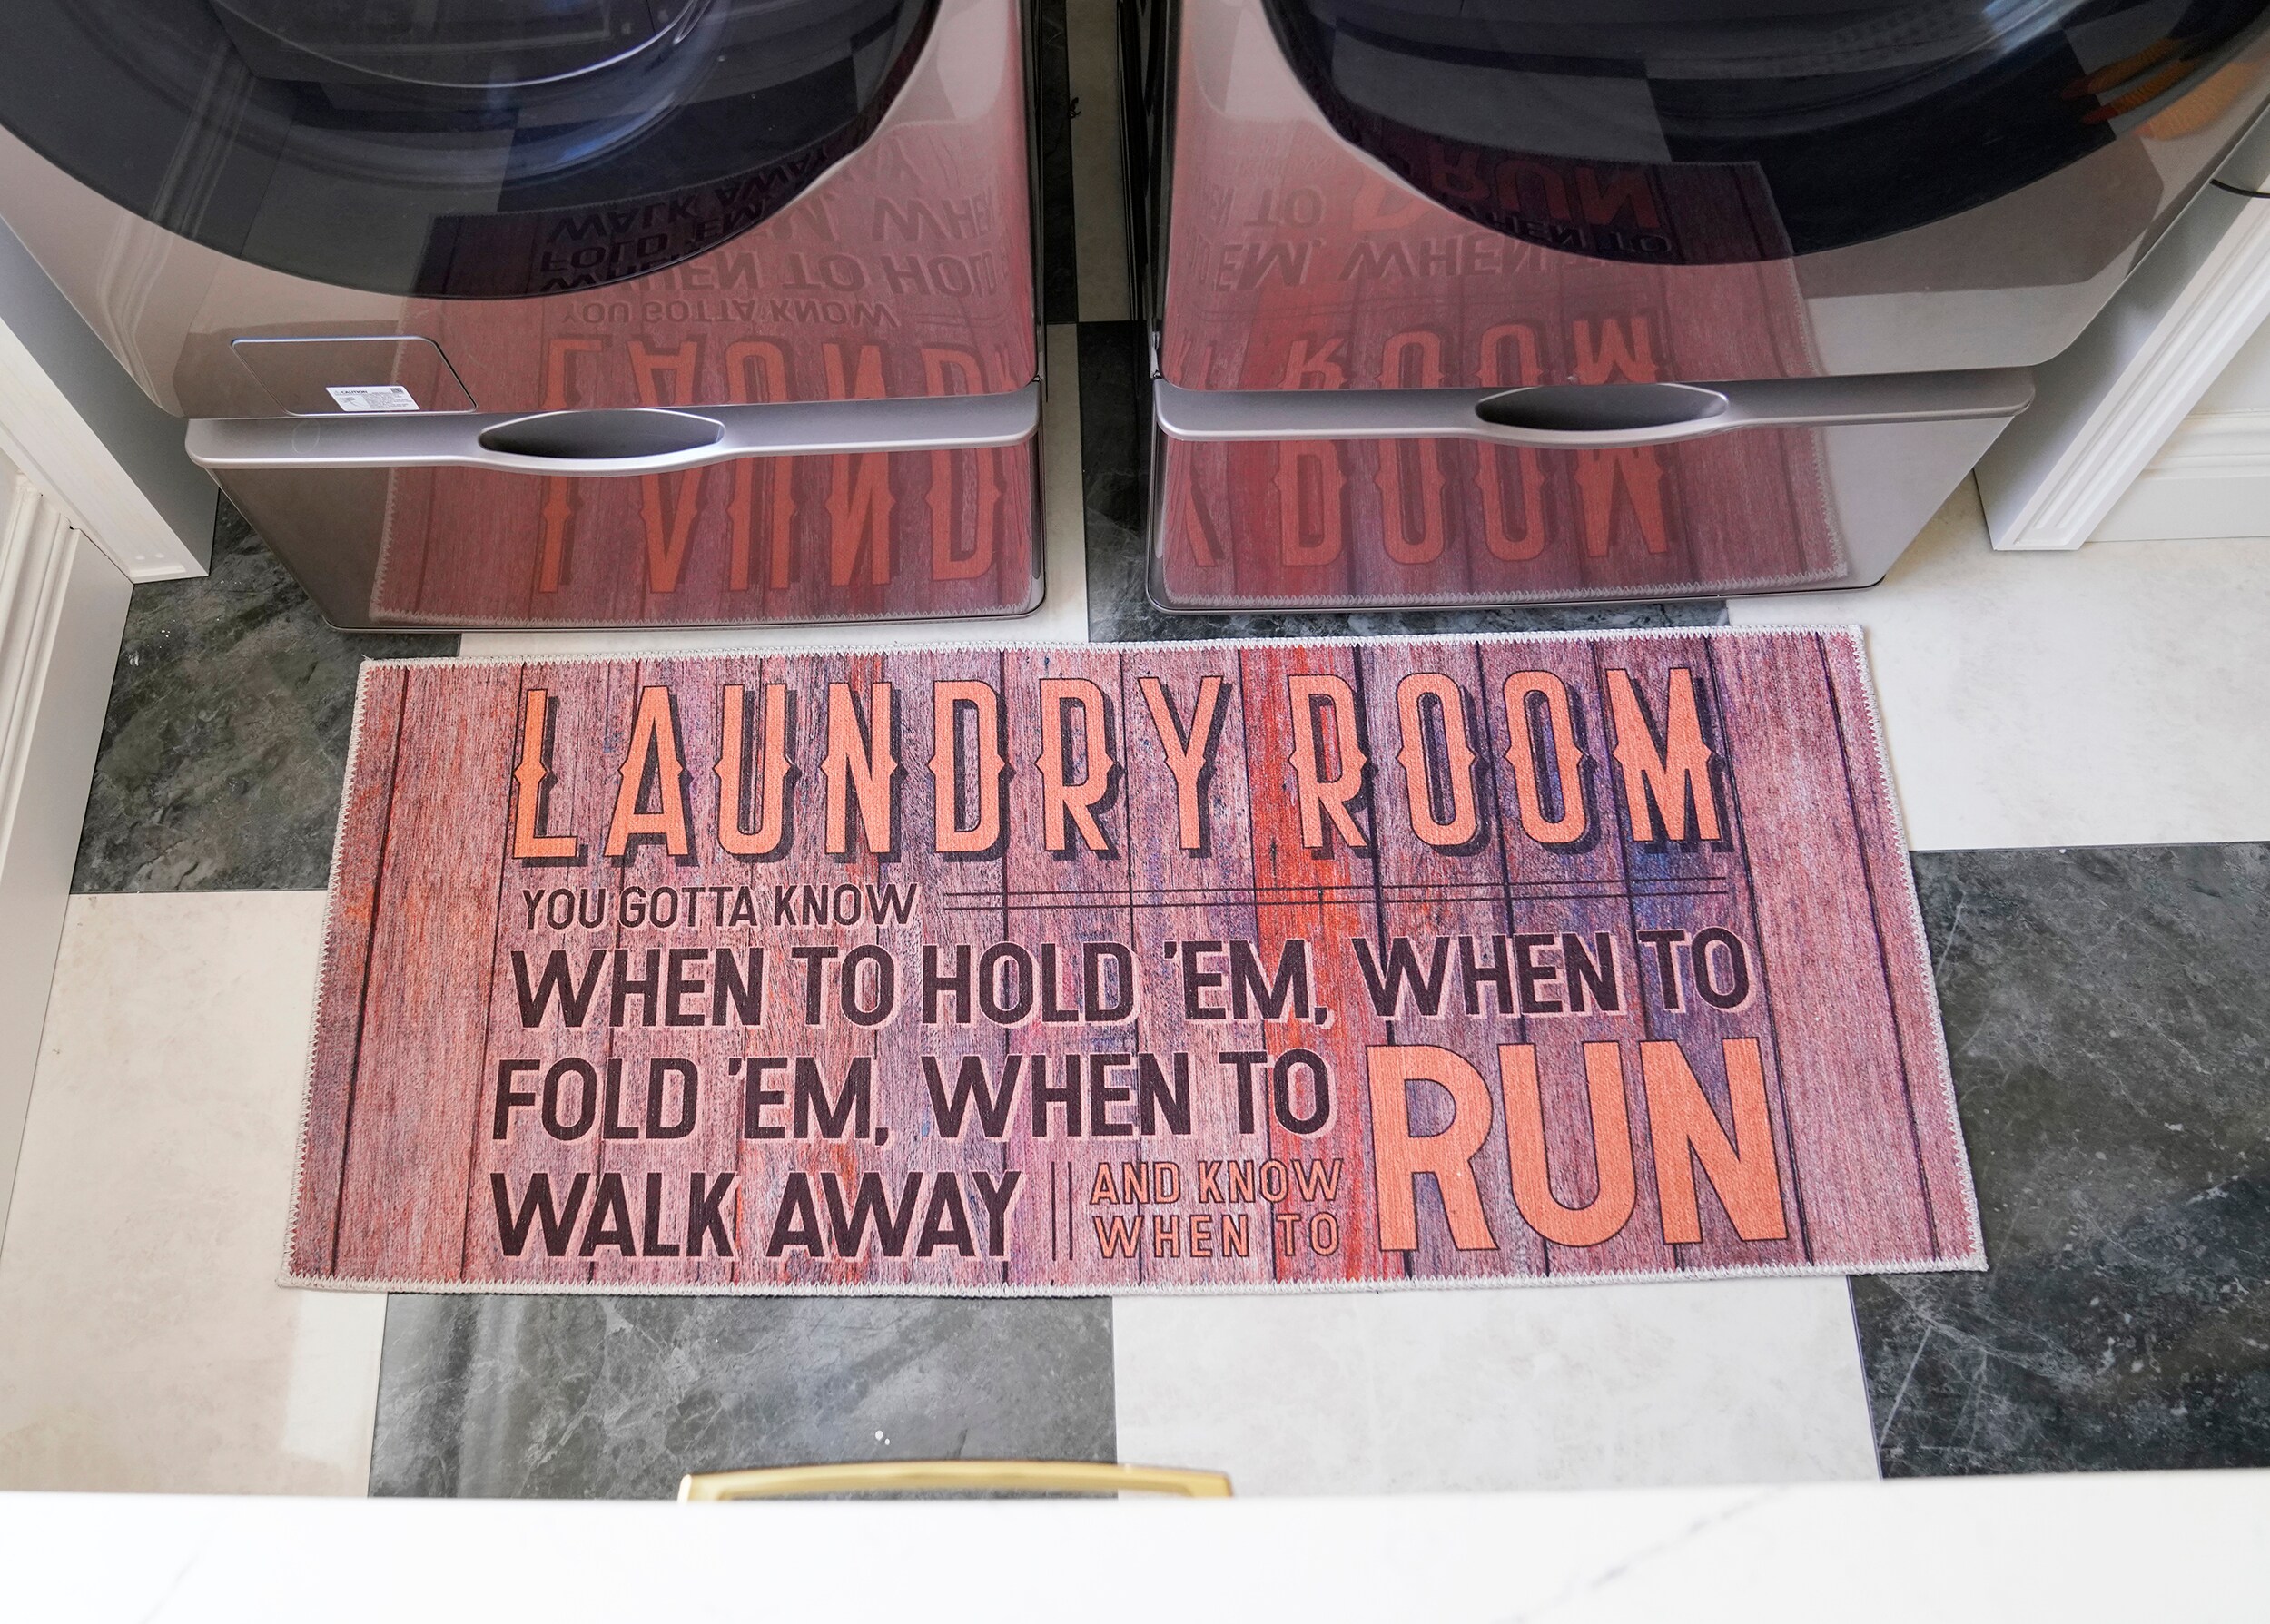 CAUTION
LAUNDRY ROOM
YOU GOTTA KNOW
WHEN TO HOLD 'EM, WHEN TO
FOLD 'EM, WHEN TO
WALK AWAY
AND KNOW
WHEN TO
RUN